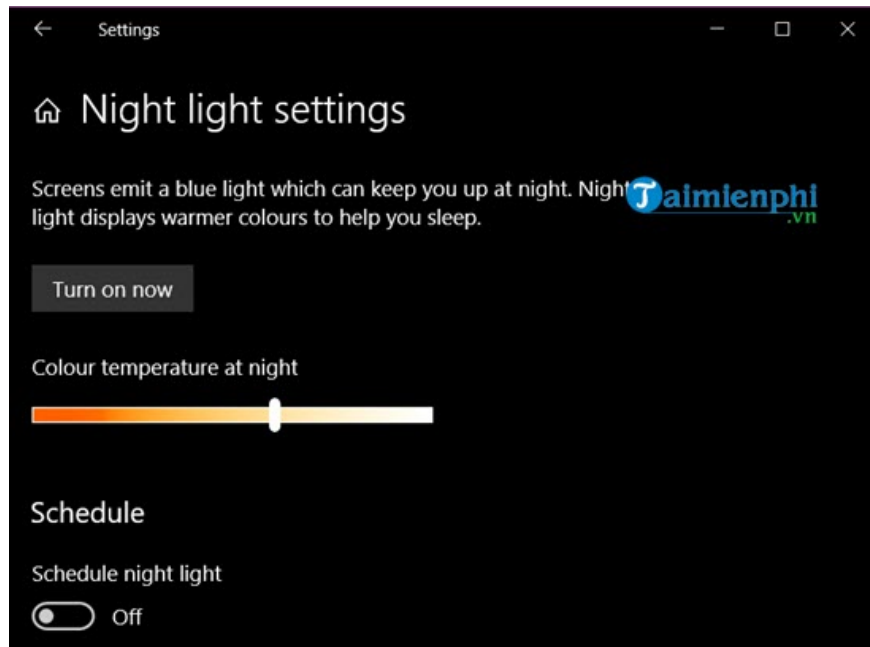 Settings
Night light settings
Screens emit a blue light which can keep you up at night. Night
light displays warmer colours to help you sleep.
Taimienphi
.vn
Turn on now
Colour temperature at night
Schedule
Schedule night light
Off